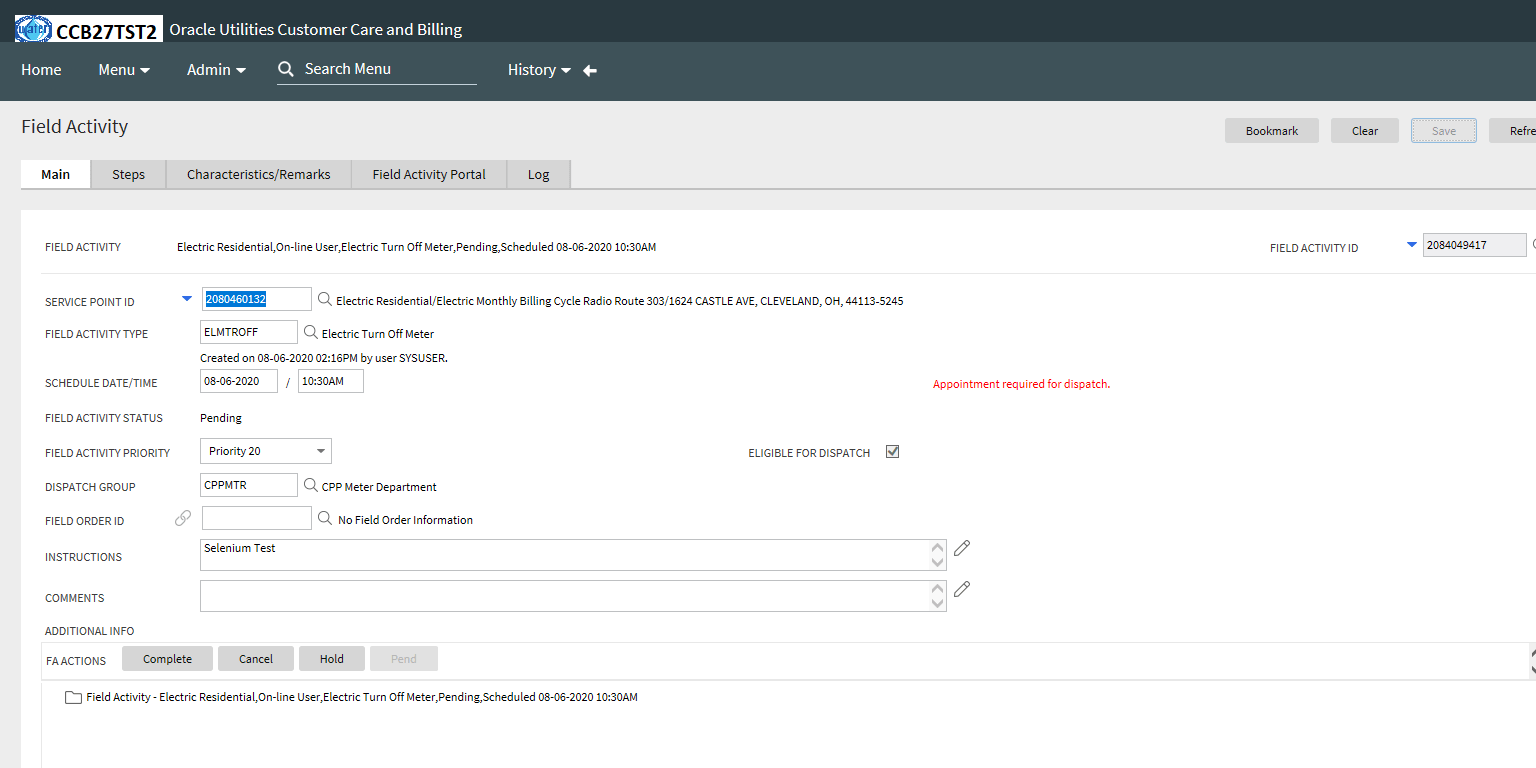 water CCB27TST2 Oracle Utilities Customer Care and Billing
Home Menu Admin Search Menu History
Field Activity
Bookmark Clear Save Refre
Main Steps Characteristics/Remarks Field Activity Portal Log
FIELD ACTIVITY Electric Residential,On-line User,Electric Turn Off Meter,Pending,Scheduled 08-06-2020 10:30AM FIELD ACTIVITY ID 2084049417
SERVICE POINT ID 2080460132 Electric Residential/Electric Monthly Billing Cycle Radio Route 303/1624 CASTLE AVE, CLEVELAND, OH, 44113-5245
FIELD ACTIVITY TYPE ELMTROFF Electric Turn Off Meter
Created on 08-06-2020 02:16PM by user SYSUSER.
SCHEDULE DATE/TIME 08-06-2020 / 10:30AM Appointment required for dispatch.
FIELD ACTIVITY STATUS Pending
FIELD ACTIVITY PRIORITY Priority 20 ELIGIBLE FOR DISPATCH
DISPATCH GROUP CPPMTR CPP Meter Department
FIELD ORDER ID No Field Order Information
INSTRUCTIONS Selenium Test
COMMENTS
ADDITIONAL INFO
FA ACTIONS Complete Cancel Hold Pend
Field Activity - Electric Residential,On-line User,Electric Turn Off Meter,Pending,Scheduled 08-06-2020 10:30AM